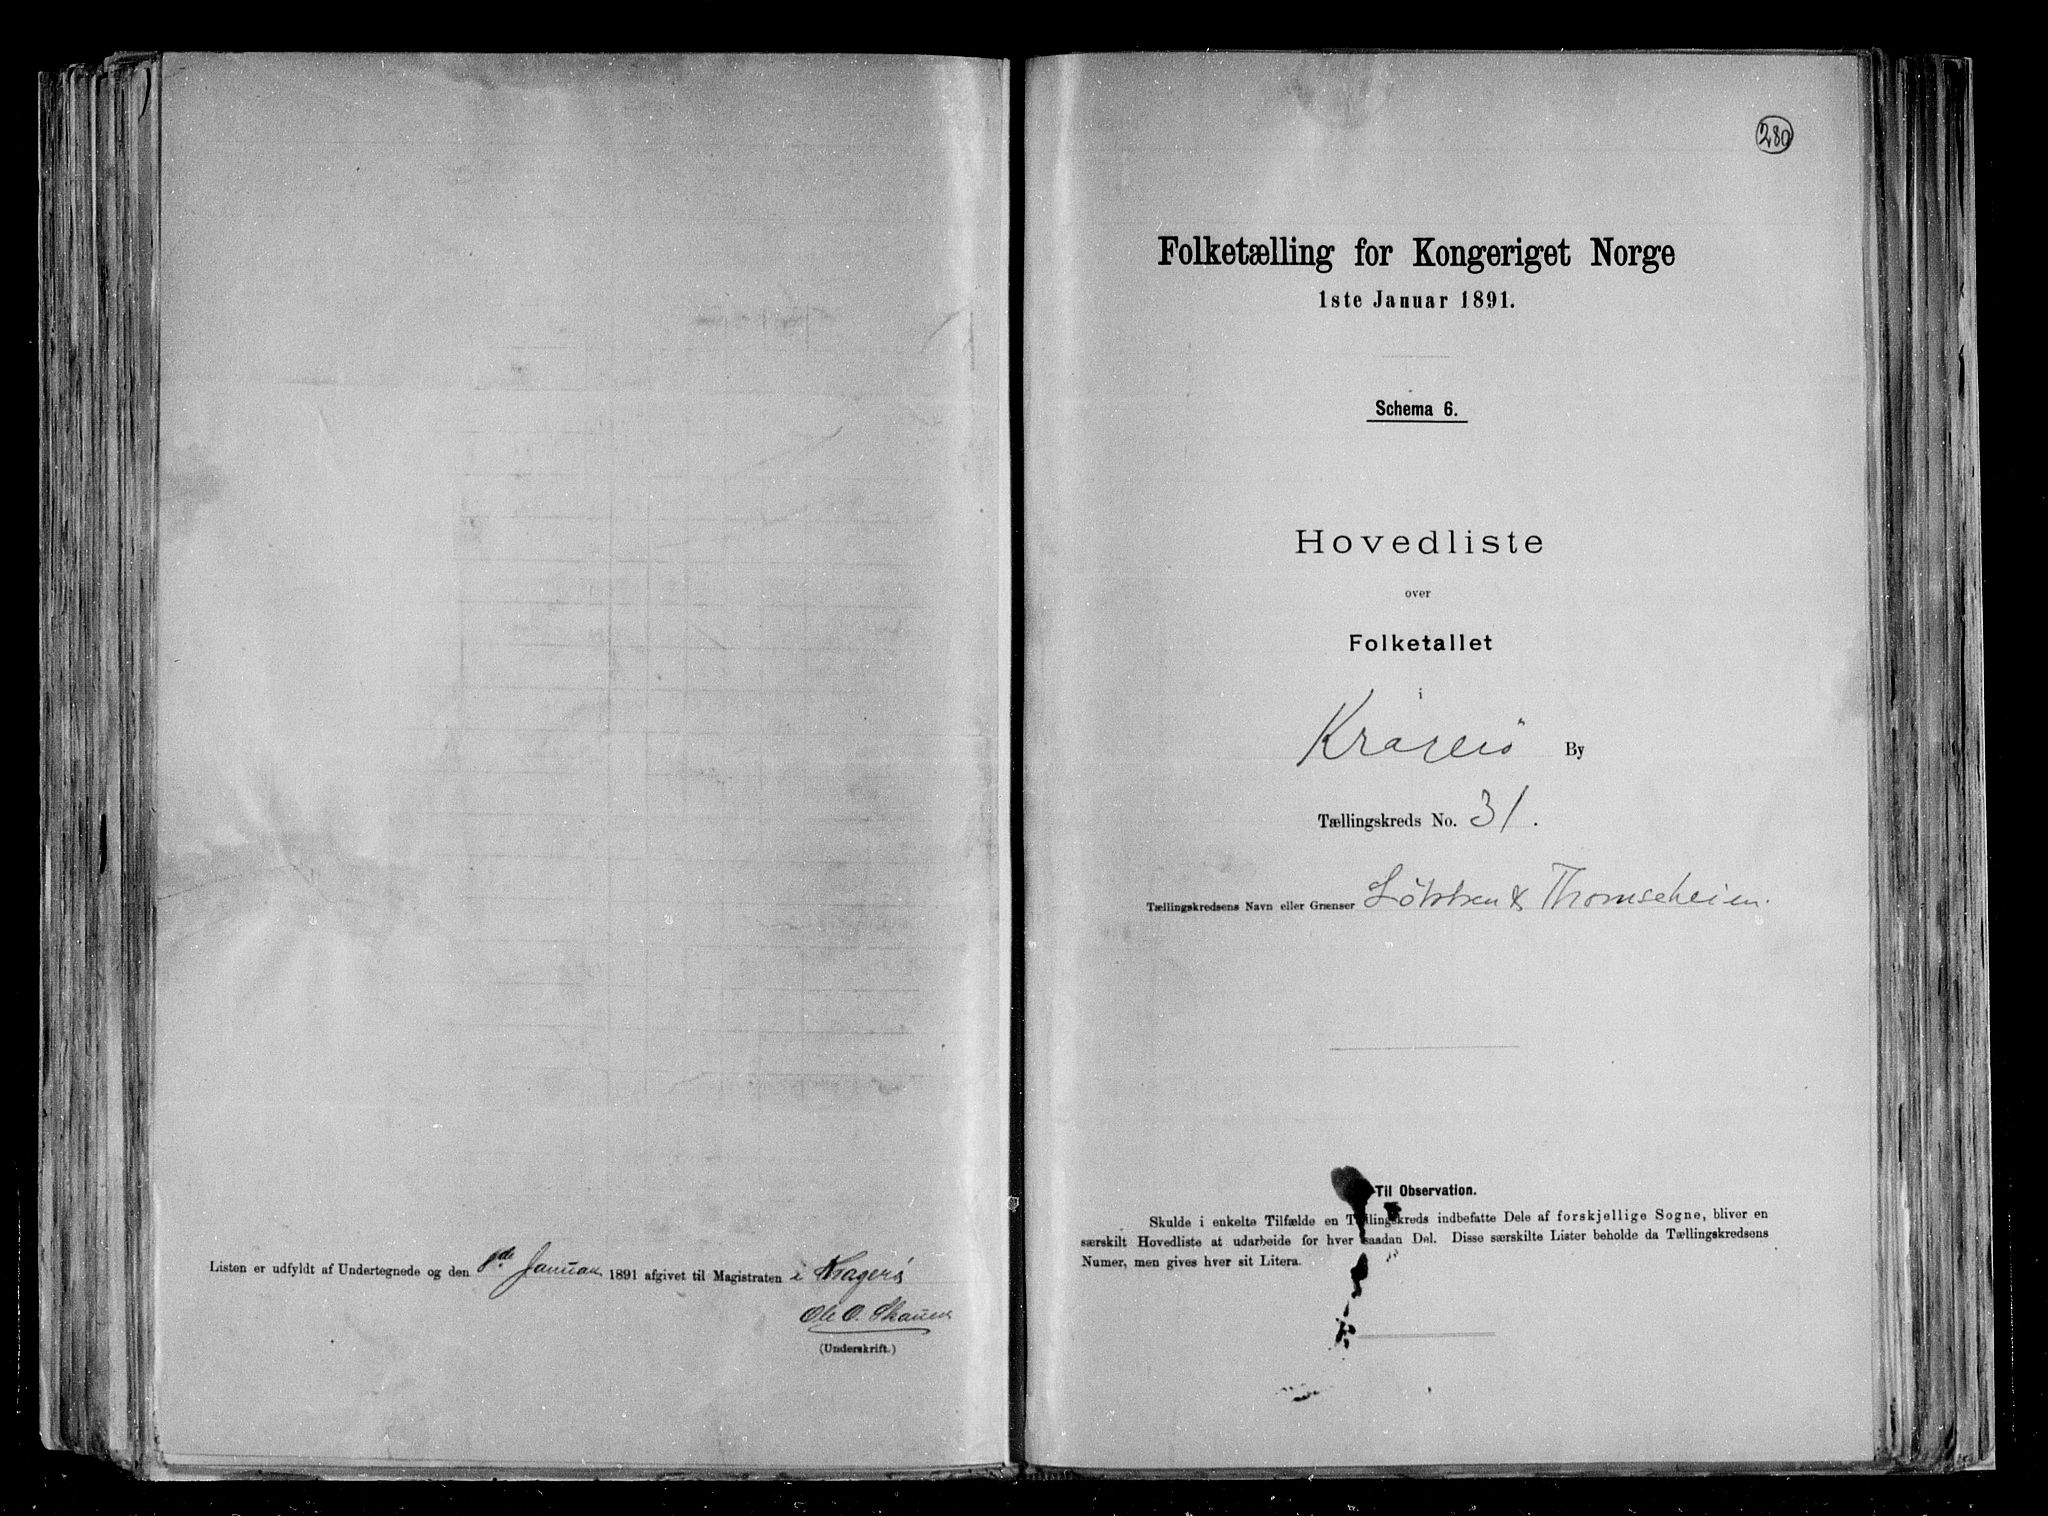 Listen er udfyldt af Undertegnede og den 8de Januar 1891 afgivet til Magistraten i Kragerø
Ole O.
(Underskrift.)
280
Folketælling for Kongeriget Norge
1ste Januar 1891.
Schema 6.
Hovedliste
over
Folketallet
i
Kragerö By
Tællingskreds No. 31.
Tællingskredsens Navn eller Grænser & Thomseheien.
Til Observation.
Skulde i enkelte Tilfælde en Tællingskreds indbefatte Dele af forskjellige Sogne, bliver en
særskilt Hovedliste at udarbeide for hver saadan Del. Disse særskilte Lister beholde da Tællingskredsens
Numer, men gives hver sit Litera.